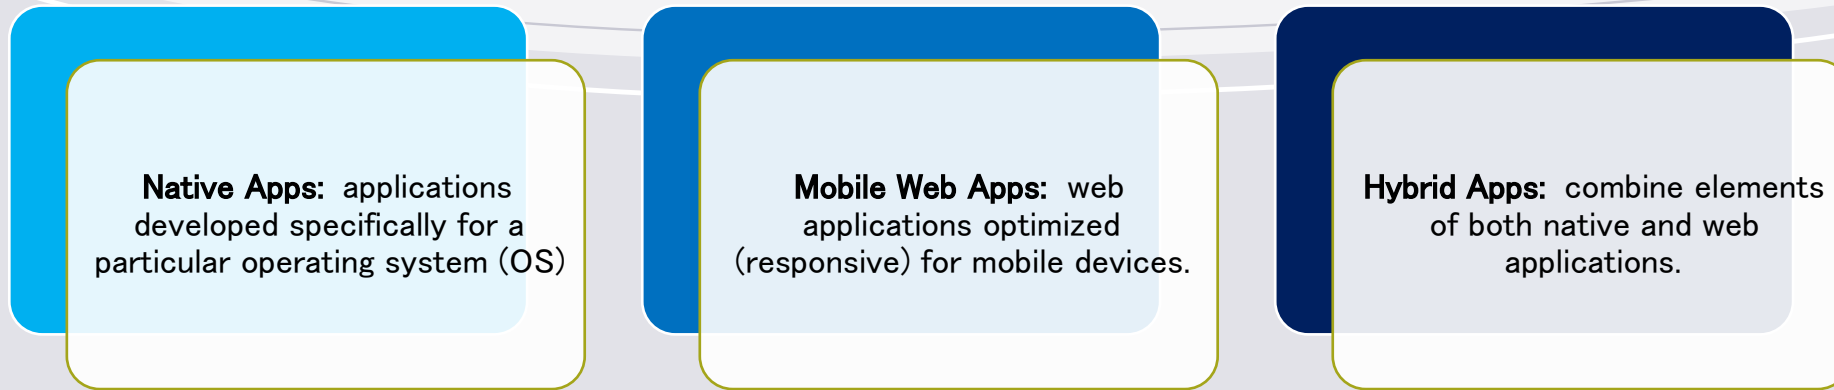 Native Apps: applications
developed specifically for a
particular operating system (OS)
Mobile Web Apps: web
applications optimized
(responsive) for mobile devices.
Hybrid Apps: combine elements
of both native and web
applications.